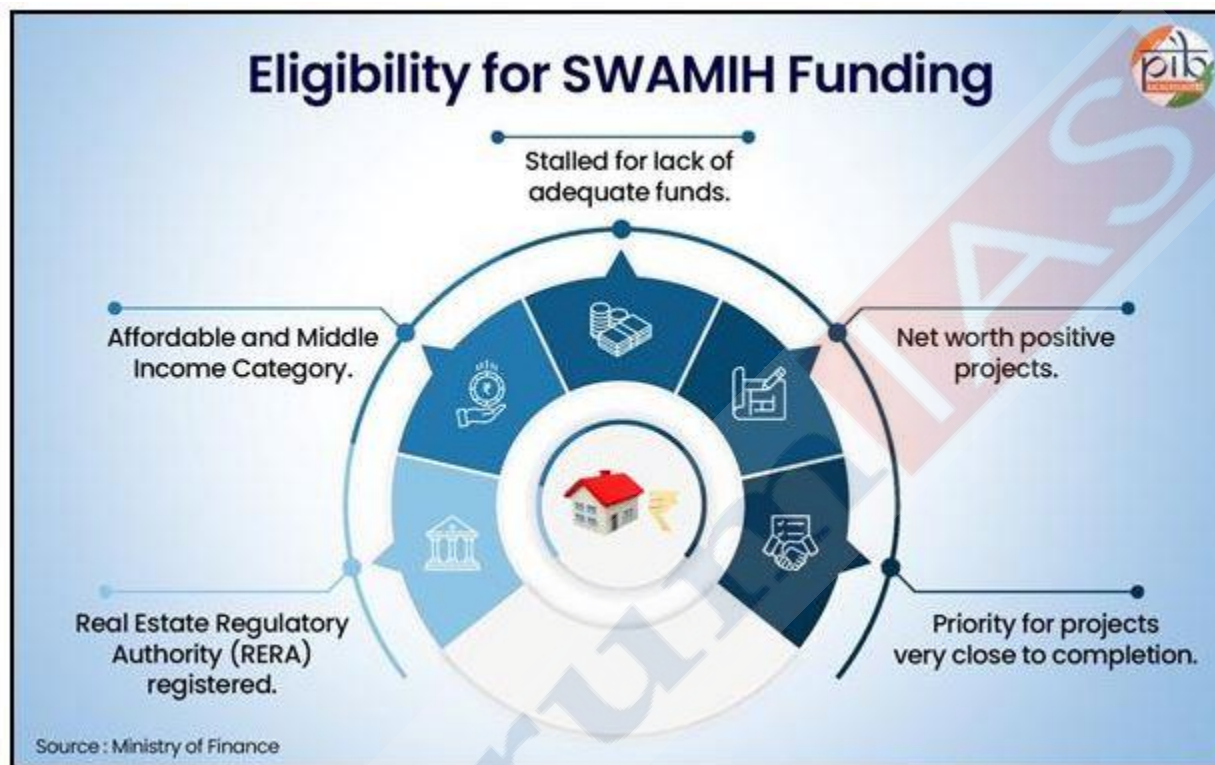 Eligibility for SWAMIH Funding
pib
Stalled for lack of
adequate funds.
Affordable and Middle
Income Category.
Net worth positive
projects.
Real Estate Regulatory
Authority (RERA)
registered.
Priority for projects
very close to completion.
Source : Ministry of Finance
rumIAS